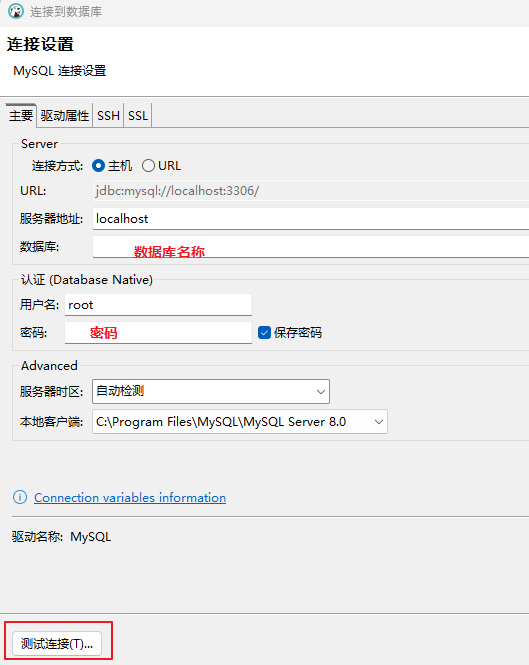 连接到数据库
连接设置
MySQL 连接设置
主要 驱动属性 SSH SSL
Server
连接方式: 主机 URL
URL: jdbc:mysql://localhost:3306/
服务器地址: localhost
数据库: 数据库名称
认证 (Database Native)
用户名: root
密码: 密码 保存密码
Advanced
服务器时区: 自动检测
本地客户端: C:\Program Files\MySQL\MySQL Server 8.0
Connection variables information
驱动名称: MySQL
测试连接(T)...